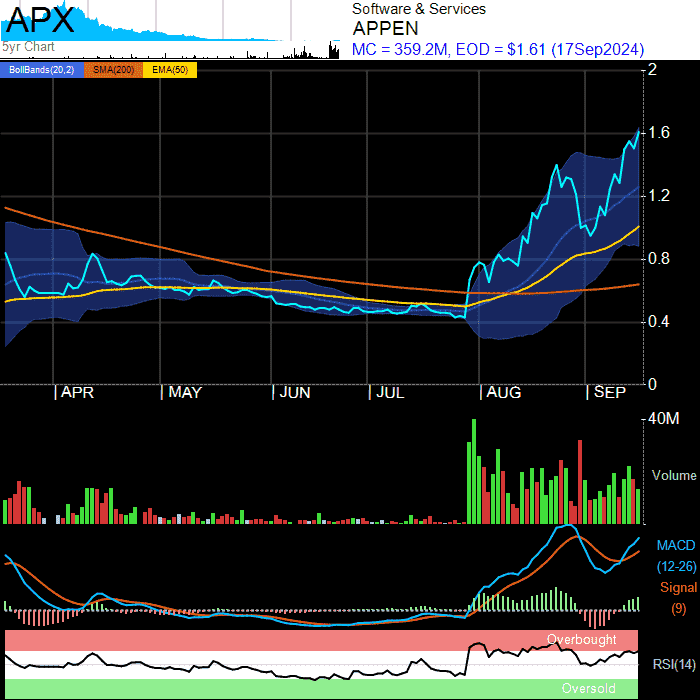 APX
Software & Services
APPEN
5yr Chart
MC = 359.2M, EOD = $1.61 (17Sep2024)
BollBands(20,2) SMA(200) EMA(50)
2
1.6
1.2
0.8
0.4
0
APR MAY JUN JUL AUG SEP
40M
Volume
MACD
(12-26)
Signal
(9)
Overbought
RSI(14)
Oversold